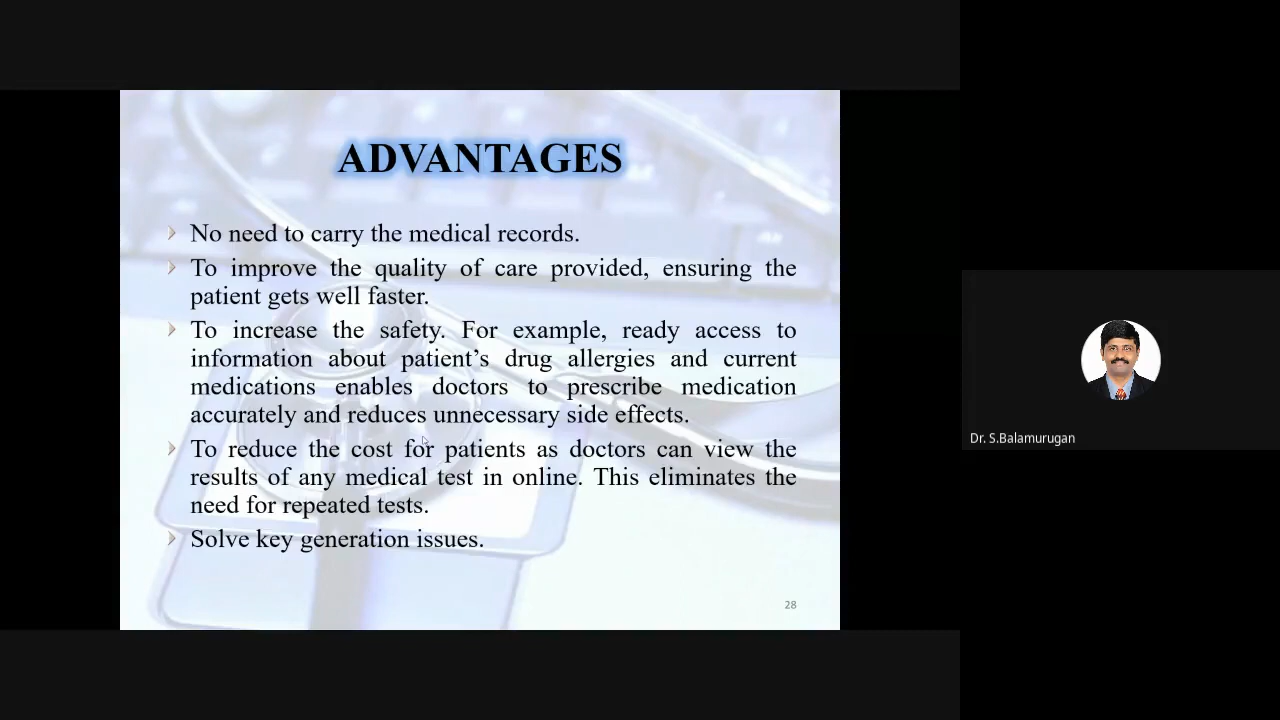 ADVANTAGES
No need to carry the medical records.
To improve the quality of care provided, ensuring the
patient gets well faster.
To increase the safety. For example, ready access to
information about patient’s drug allergies and current
medications enables doctors to prescribe medication
accurately and reduces unnecessary side effects.
To reduce the cost for patients as doctors can view the
results of any medical test in online. This eliminates the
need for repeated tests.
Solve key generation issues.
28
Dr. S.Balamurugan